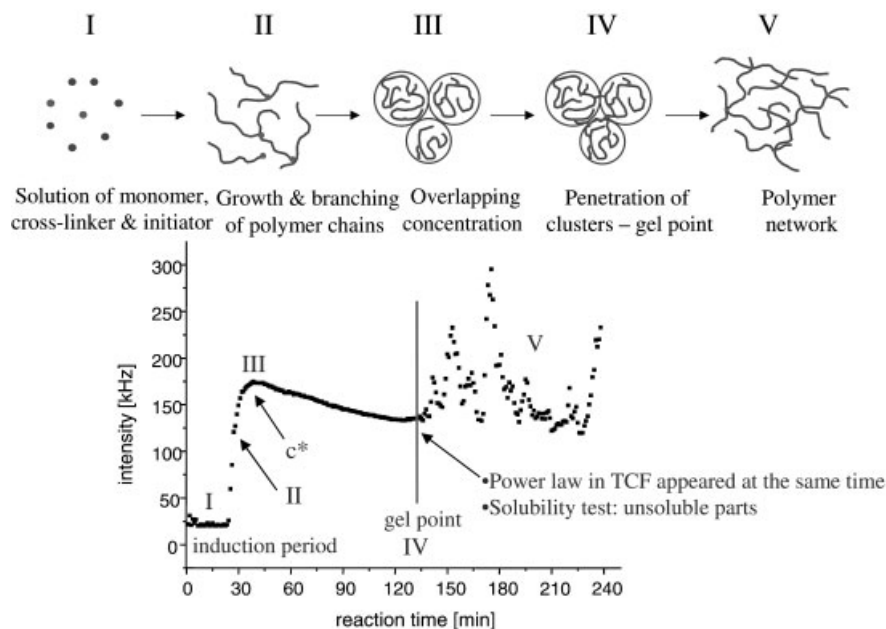 I II III IV V
Solution of monomer, Growth & branching Overlapping Penetration of Polymer
cross-linker & initiator of polymer chains concentration clusters – gel point network
300
250
V
III
200
intensity [kHz]
150
c*
•Power law in TCF appeared at the same time
100
II
•Solubility test: unsoluble parts
50
I
gel point
0
induction period
IV
0 30 60 90 120 150 180 210 240
reaction time [min]